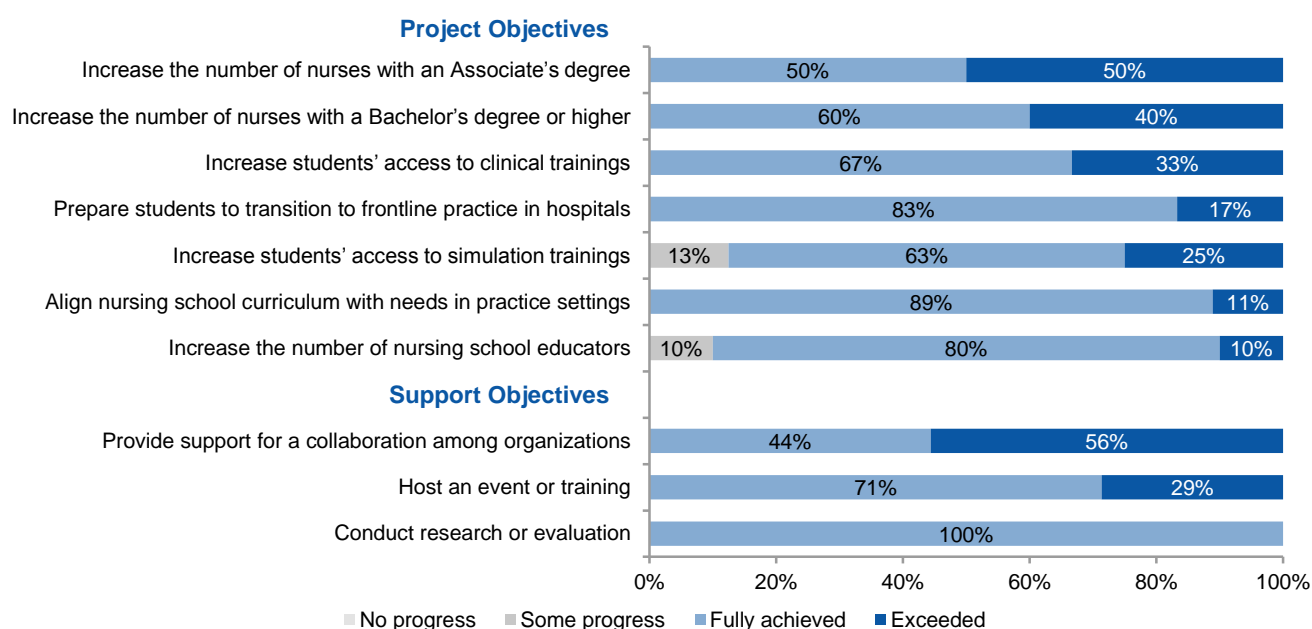 Project Objectives
Increase the number of nurses with an Associate’s degree 50% 50%
Increase the number of nurses with a Bachelor’s degree or higher 60% 40%
Increase students’ access to clinical trainings 67% 33%
Prepare students to transition to frontline practice in hospitals 83% 17%
Increase students’ access to simulation trainings 13% 63% 25%
Align nursing school curriculum with needs in practice settings 89% 11%
Increase the number of nursing school educators 10% 80% 10%
Support Objectives
Provide support for a collaboration among organizations 44% 56%
Host an event or training 71% 29%
Conduct research or evaluation 100%
0% 20% 40% 60% 80% 100%
No progress Some progress Fully achieved Exceeded